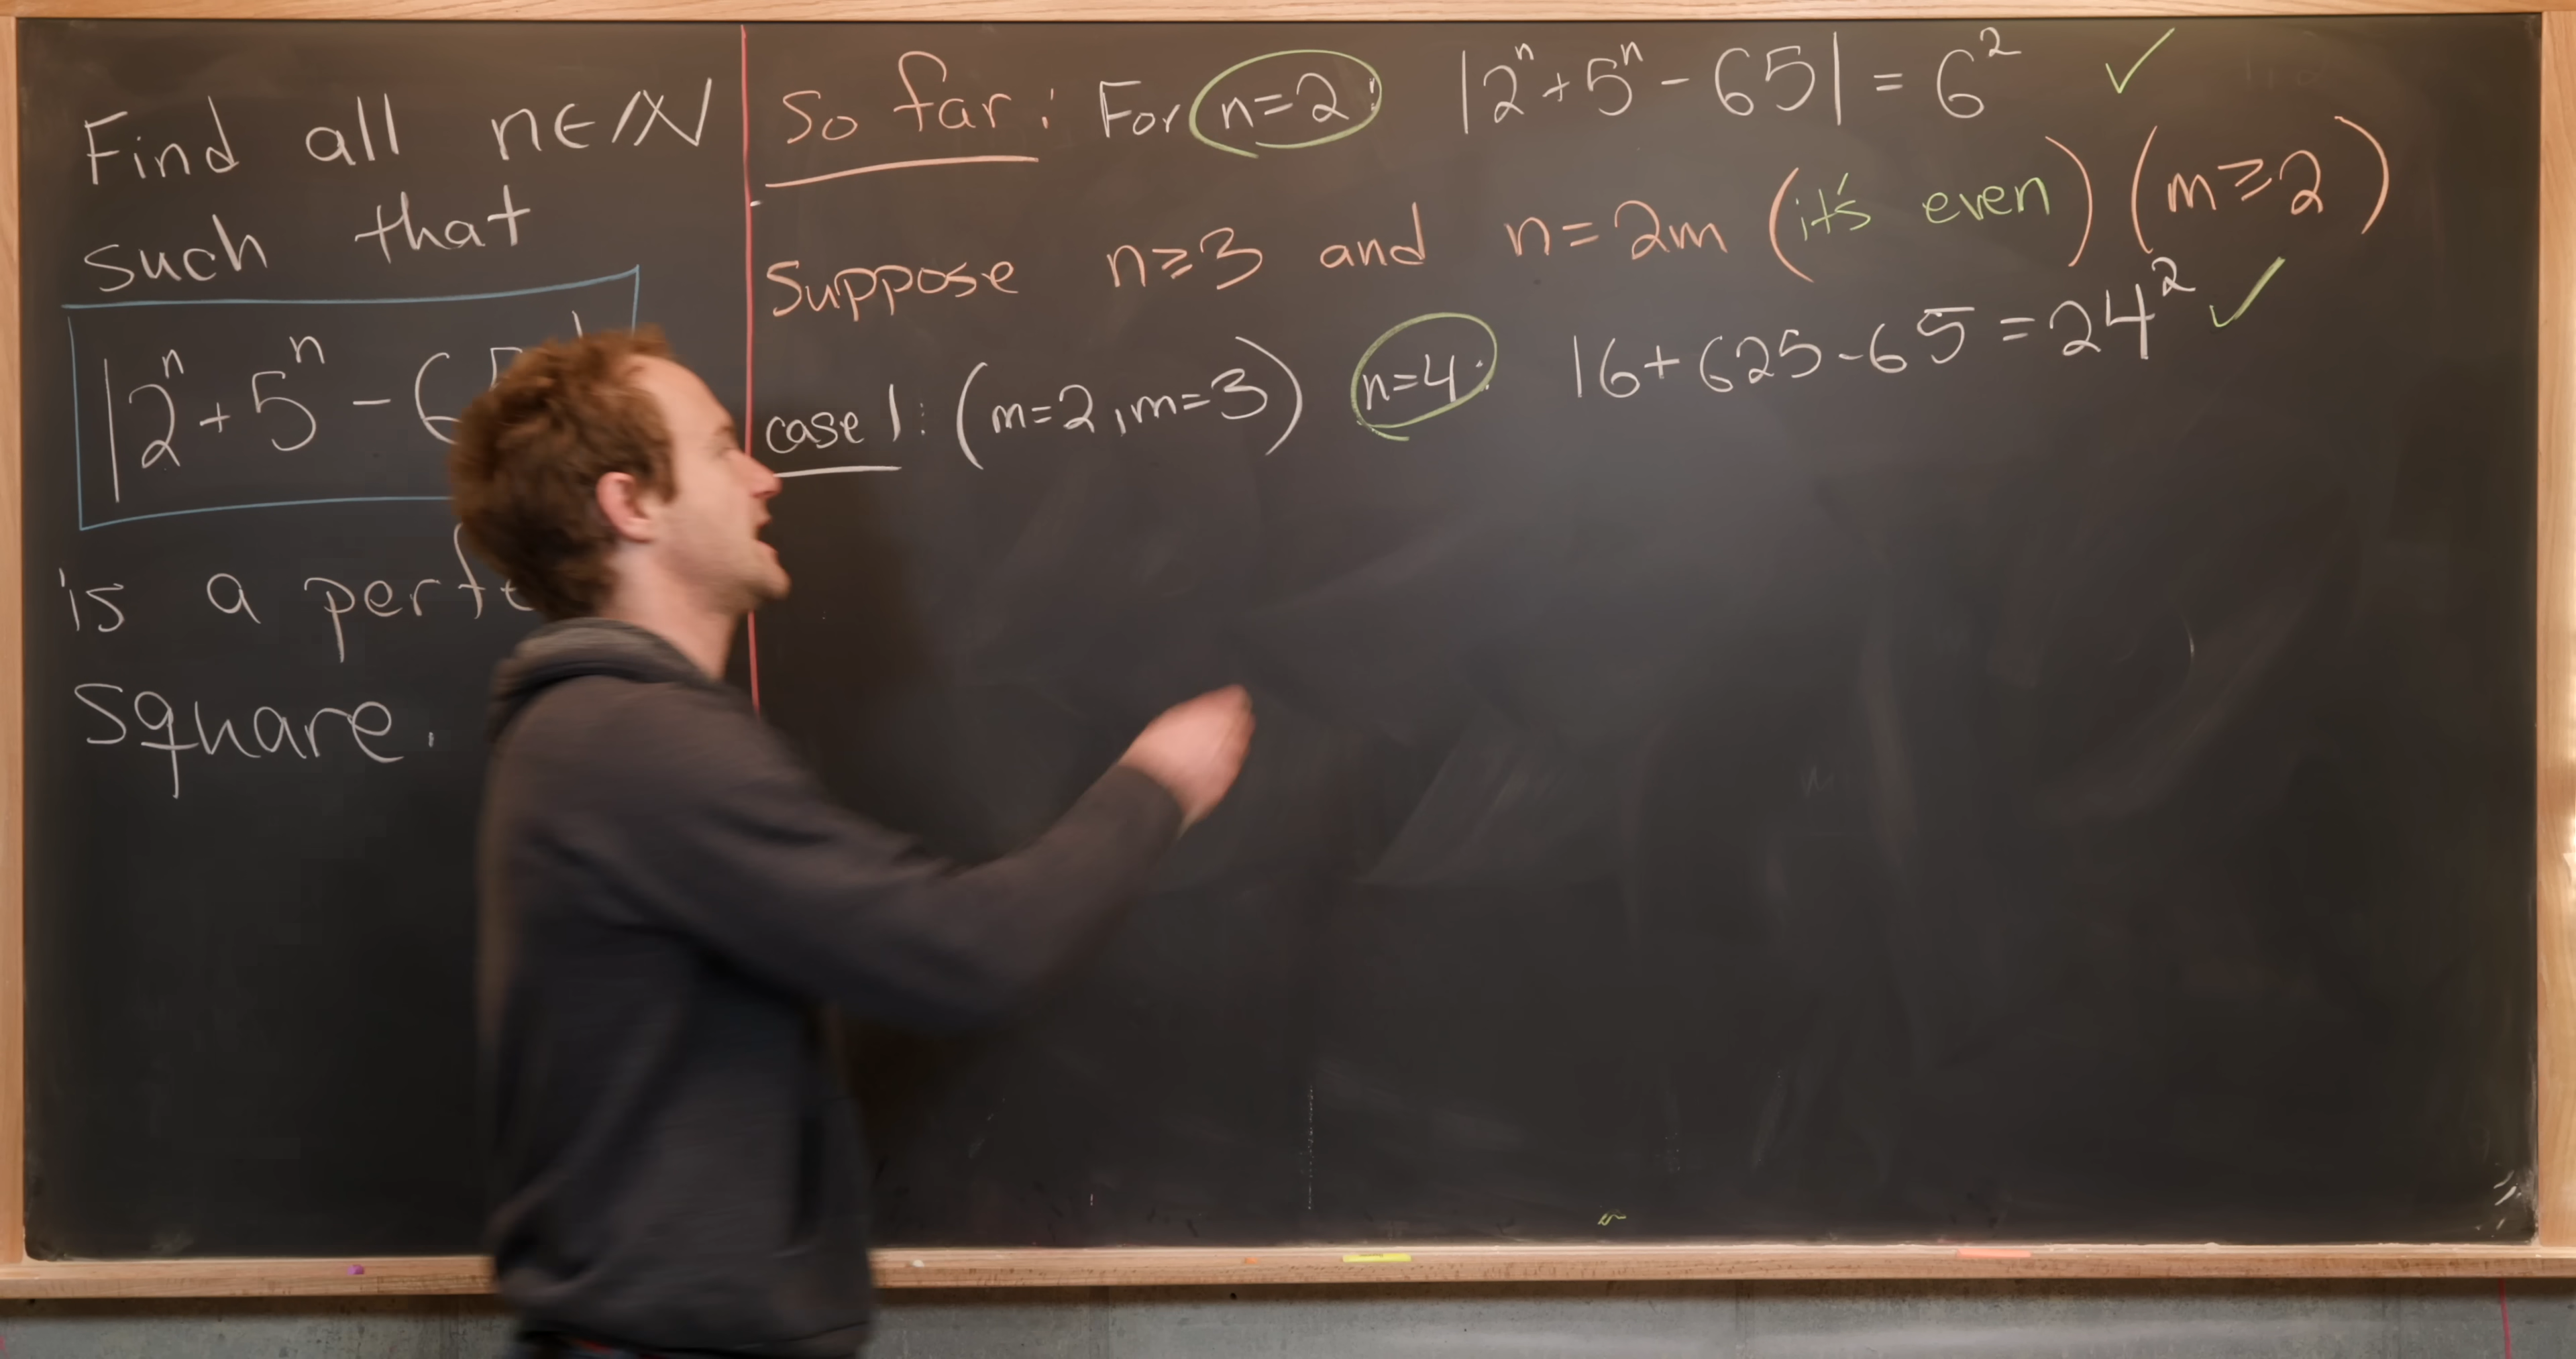 Find all n∈ℕ
such that
|2ⁿ+5ⁿ-6
is a perf
square.
So far: For n=2: |2ⁿ+5ⁿ-65| = 6² ✓
Suppose n≥3 and n=2m (it's even) (m≥2)
case 1: (m=2, m=3) n=4: 16+625-65=24² ✓